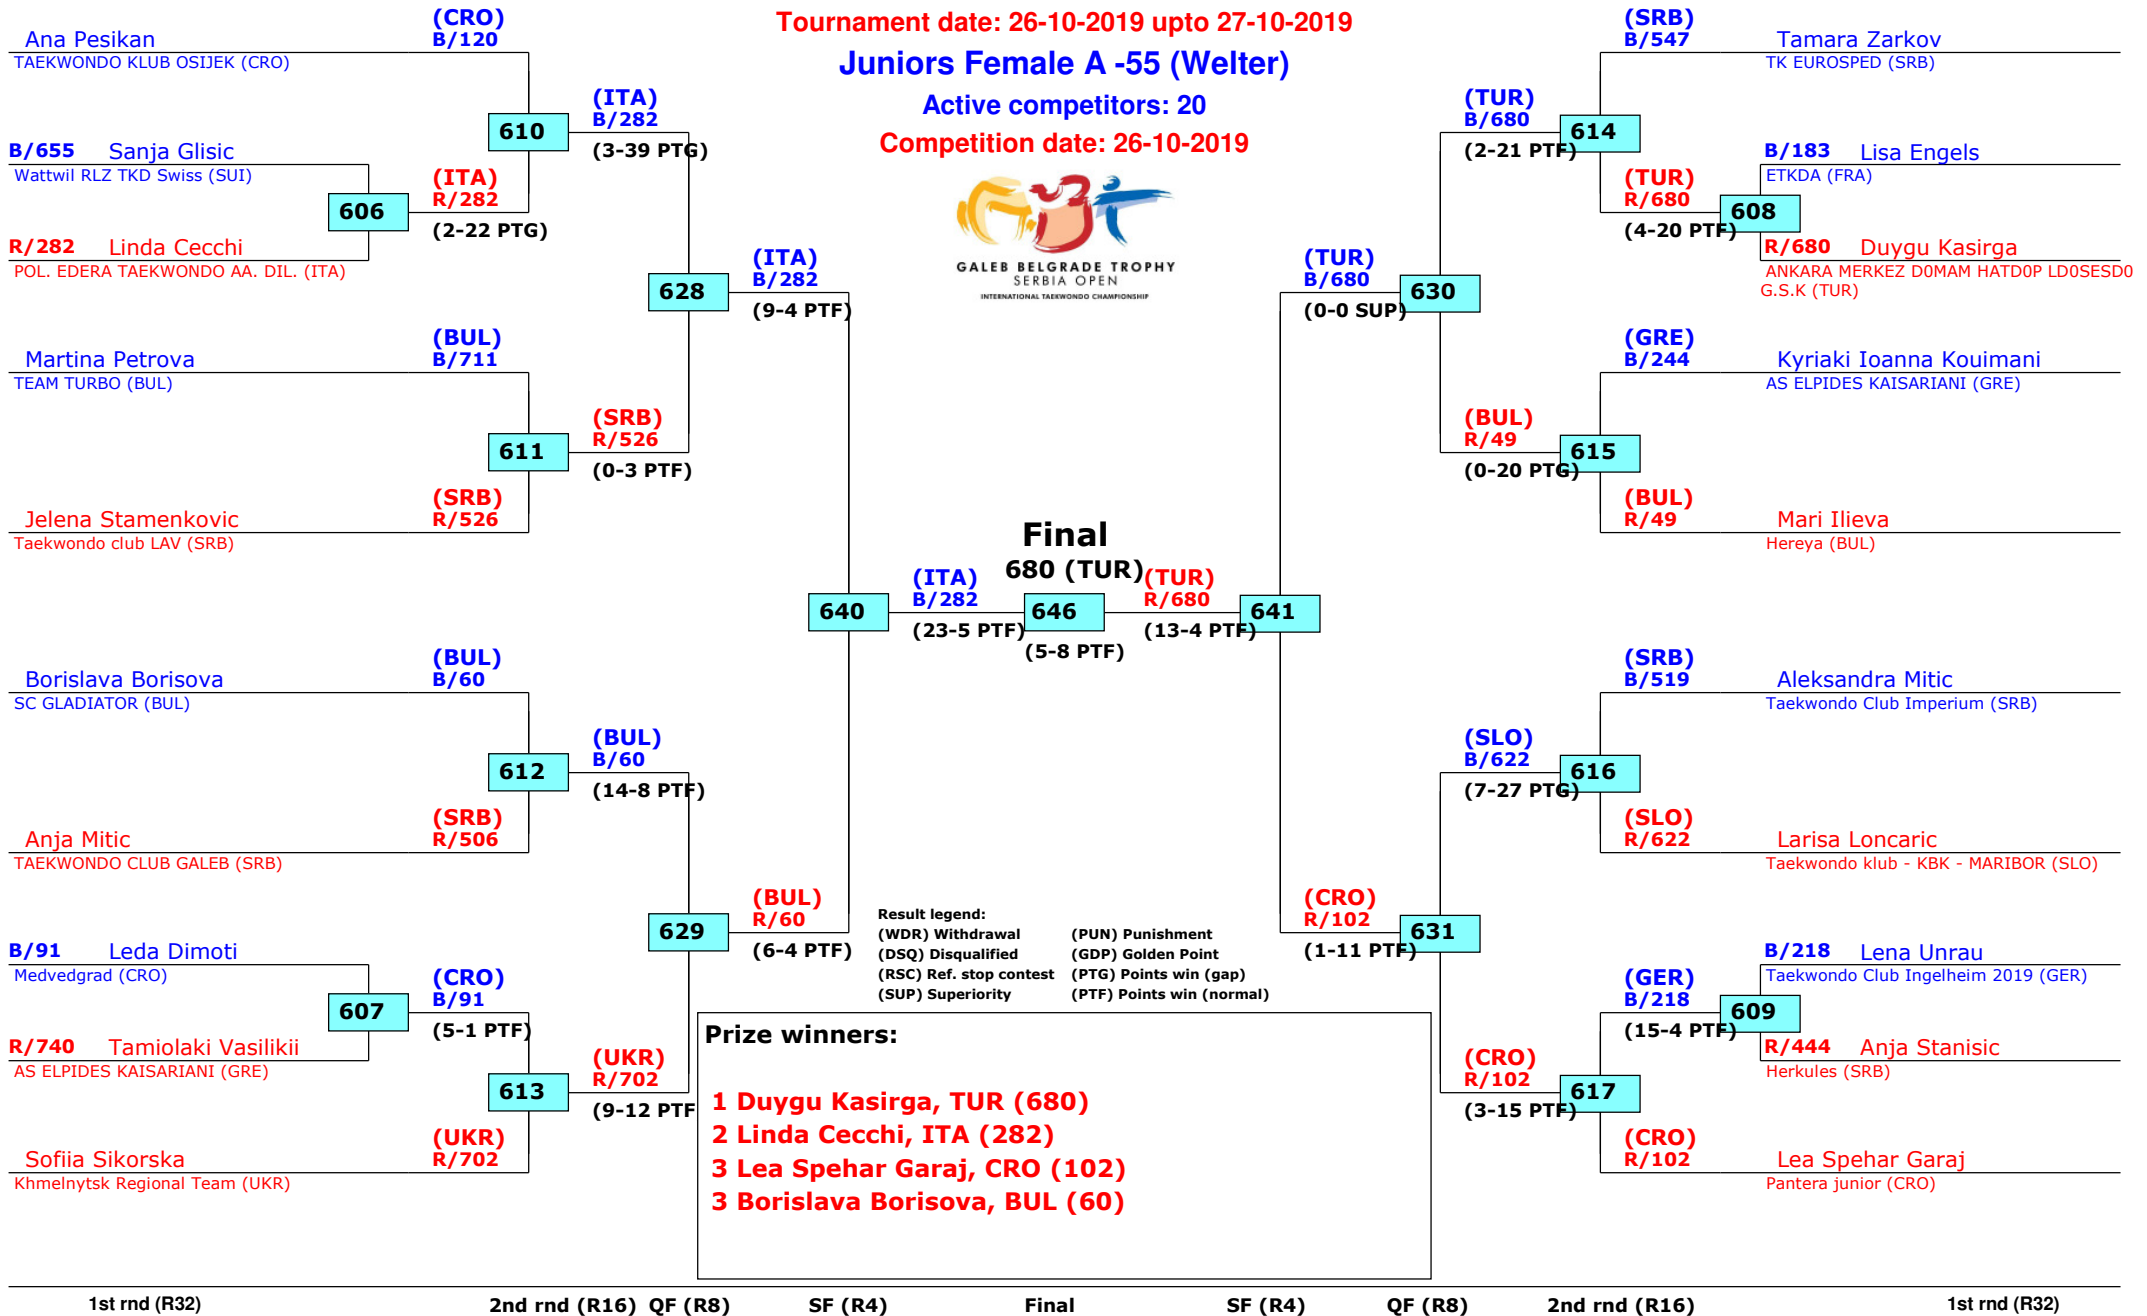 Tournament date: 26-10-2019 upto 27-10-2019
Juniors Female A -55 (Welter)
Active competitors: 20
Competition date: 26-10-2019
GALEB BELGRADE TROPHY
SERBIA OPEN
INTERNATIONAL TAEKWONDO CHAMPIONSHIP
Ana Pesikan
TAEKWONDO KLUB OSIJEK (CRO)
(CRO)
B/120
B/655 Sanja Glisic
Wattwil RLZ TKD Swiss (SUI)
606
R/282 Linda Cecchi
POL. EDERA TAEKWONDO AA. DIL. (ITA)
(ITA)
R/282
(2-22 PTG)
610
(ITA)
B/282
(3-39 PTG)
Martina Petrova
TEAM TURBO (BUL)
(BUL)
B/711
611
Jelena Stamenkovic
Taekwondo club LAV (SRB)
(SRB)
R/526
(SRB)
R/526
(0-3 PTF)
628
(ITA)
B/282
(9-4 PTF)
Borislava Borisova
SC GLADIATOR (BUL)
(BUL)
B/60
612
Anja Mitic
TAEKWONDO CLUB GALEB (SRB)
(SRB)
R/506
(BUL)
B/60
(14-8 PTF)
B/91 Leda Dimoti
Medvedgrad (CRO)
607
R/740 Tamiolaki Vasilikii
AS ELPIDES KAISARIANI (GRE)
(CRO)
B/91
(5-1 PTF)
613
Sofiia Sikorska
Khmelnytsk Regional Team (UKR)
(UKR)
R/702
(UKR)
R/702
(9-12 PTF
629
(BUL)
R/60
(6-4 PTF)
640
(ITA)
B/282
(23-5 PTF)
Final
680 (TUR)
646
(5-8 PTF)
(TUR)
R/680
(13-4 PTF)
641
(TUR)
B/680
(0-0 SUP)
630
(TUR)
B/680
(2-21 PTF)
614
(SRB)
B/547
Tamara Zarkov
TK EUROSPED (SRB)
(TUR)
R/680
(4-20 PTF)
608
B/183 Lisa Engels
ETKDA (FRA)
R/680 Duygu Kasirga
ANKARA MERKEZ D0MAM HATD0P LD0SESD0
G.S.K (TUR)
(BUL)
R/49
(0-20 PTG)
615
(GRE)
B/244
Kyriaki Ioanna Kouimani
AS ELPIDES KAISARIANI (GRE)
(BUL)
R/49
Mari Ilieva
Hereya (BUL)
(CRO)
R/102
(1-11 PTF)
631
(SLO)
B/622
(7-27 PTG)
616
(SRB)
B/519
Aleksandra Mitic
Taekwondo Club Imperium (SRB)
(SLO)
R/622
Larisa Loncaric
Taekwondo klub - KBK - MARIBOR (SLO)
(CRO)
R/102
(3-15 PTF)
617
(GER)
B/218
(15-4 PTF)
609
B/218 Lena Unrau
Taekwondo Club Ingelheim 2019 (GER)
R/444 Anja Stanisic
Herkules (SRB)
(CRO)
R/102
Lea Spehar Garaj
Pantera junior (CRO)
Result legend:
(WDR) Withdrawal (PUN) Punishment
(DSQ) Disqualified (GDP) Golden Point
(RSC) Ref. stop contest (PTG) Points win (gap)
(SUP) Superiority (PTF) Points win (normal)
Prize winners:
1 Duygu Kasirga, TUR (680)
2 Linda Cecchi, ITA (282)
3 Lea Spehar Garaj, CRO (102)
3 Borislava Borisova, BUL (60)
1st rnd (R32) 2nd rnd (R16) QF (R8) SF (R4) Final SF (R4) QF (R8) 2nd rnd (R16) 1st rnd (R32)